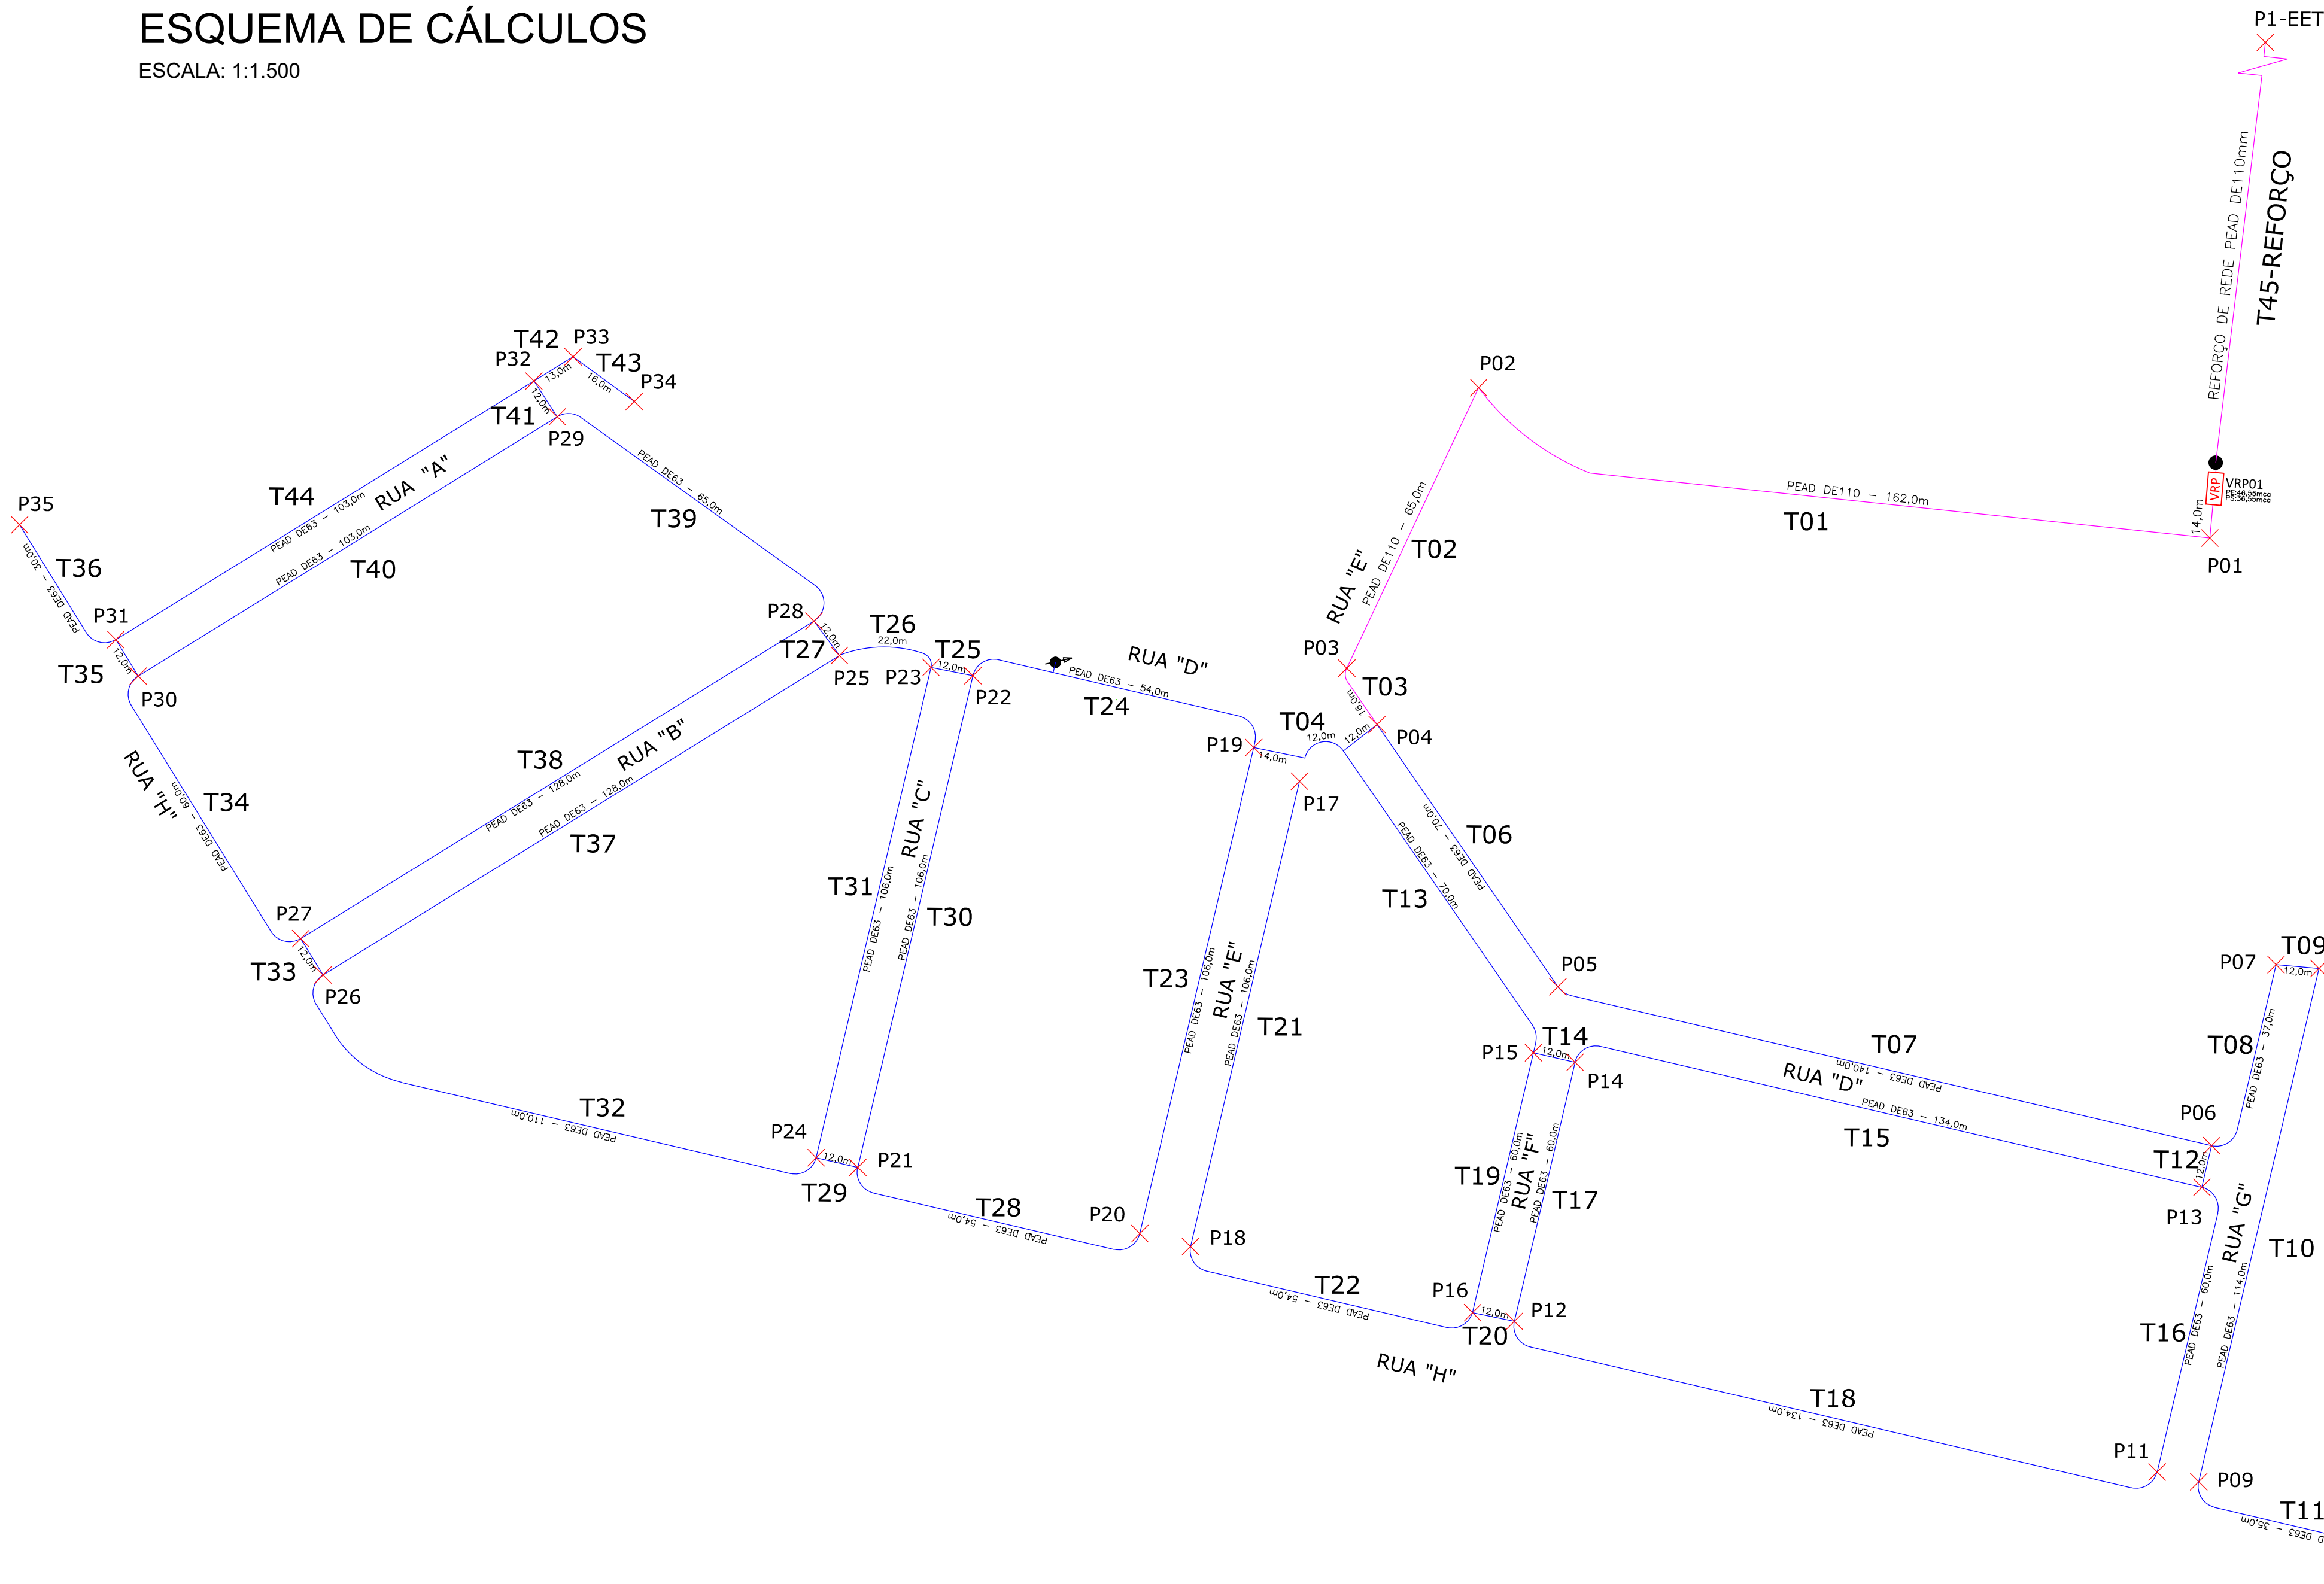 ESQUEMA DE CÁLCULOS
ESCALA: 1:1.500
P1-EET
REFORÇO DE REDE PEAD DE110mm
T45-REFORÇO
VRP
VRP01
PE:46,55mca
PS:36,55mca
14,0m
P01
PEAD DE110 - 162,0m
T01
P02
PEAD DE110 - 65,0m
T02
RUA "E"
P03
T03
16,0m
P04
T04
12,0m
12,0m
14,0m
P19
P17
T42
P33
P32
13,0m
T43
16,0m
P34
12,0m
T41
P29
PEAD DE63 - 65,0m
T39
RUA "A"
T44
PEAD DE63 - 103,0m
PEAD DE63 - 103,0m
T40
P35
T36
PEAD DE63 - 30,0m
P31
12,0m
T35
P30
P28
12,0m
T27
T26
22,0m
P25
T25
12,0m
P23
P22
PEAD DE63 - 54,0m
T24
RUA "D"
T38
RUA "B"
PEAD DE63 - 128,0m
PEAD DE63 - 128,0m
T37
RUA "H"
T34
PEAD DE63 - 60,0m
P27
12,0m
T33
P26
RUA "C"
T31
PEAD DE63 - 106,0m
PEAD DE63 - 106,0m
T30
T23
PEAD DE63 - 106,0m
RUA "E"
PEAD DE63 - 106,0m
T21
PEAD DE63 - 70,0m
T13
PEAD DE63 - 70,0m
T06
P05
P15
T14
12,0m
P14
T07
PEAD DE63 - 140,0m
RUA "D"
PEAD DE63 - 134,0m
T15
P07
T09
12,0m
T08
PEAD DE63 - 37,0m
P06
T12
12,0m
P13
RUA "G"
T10
PEAD DE63 - 114,0m
PEAD DE63 - 60,0m
T16
T19
PEAD DE63 - 60,0m
RUA "F"
PEAD DE63 - 60,0m
T17
T32
PEAD DE63 - 110,0m
P24
12,0m
P21
T29
T28
PEAD DE63 - 54,0m
P20
P18
T22
PEAD DE63 - 54,0m
P16
12,0m
P12
T20
RUA "H"
T18
PEAD DE63 - 134,0m
P11
P09
T11
D DE63 - 35,0m